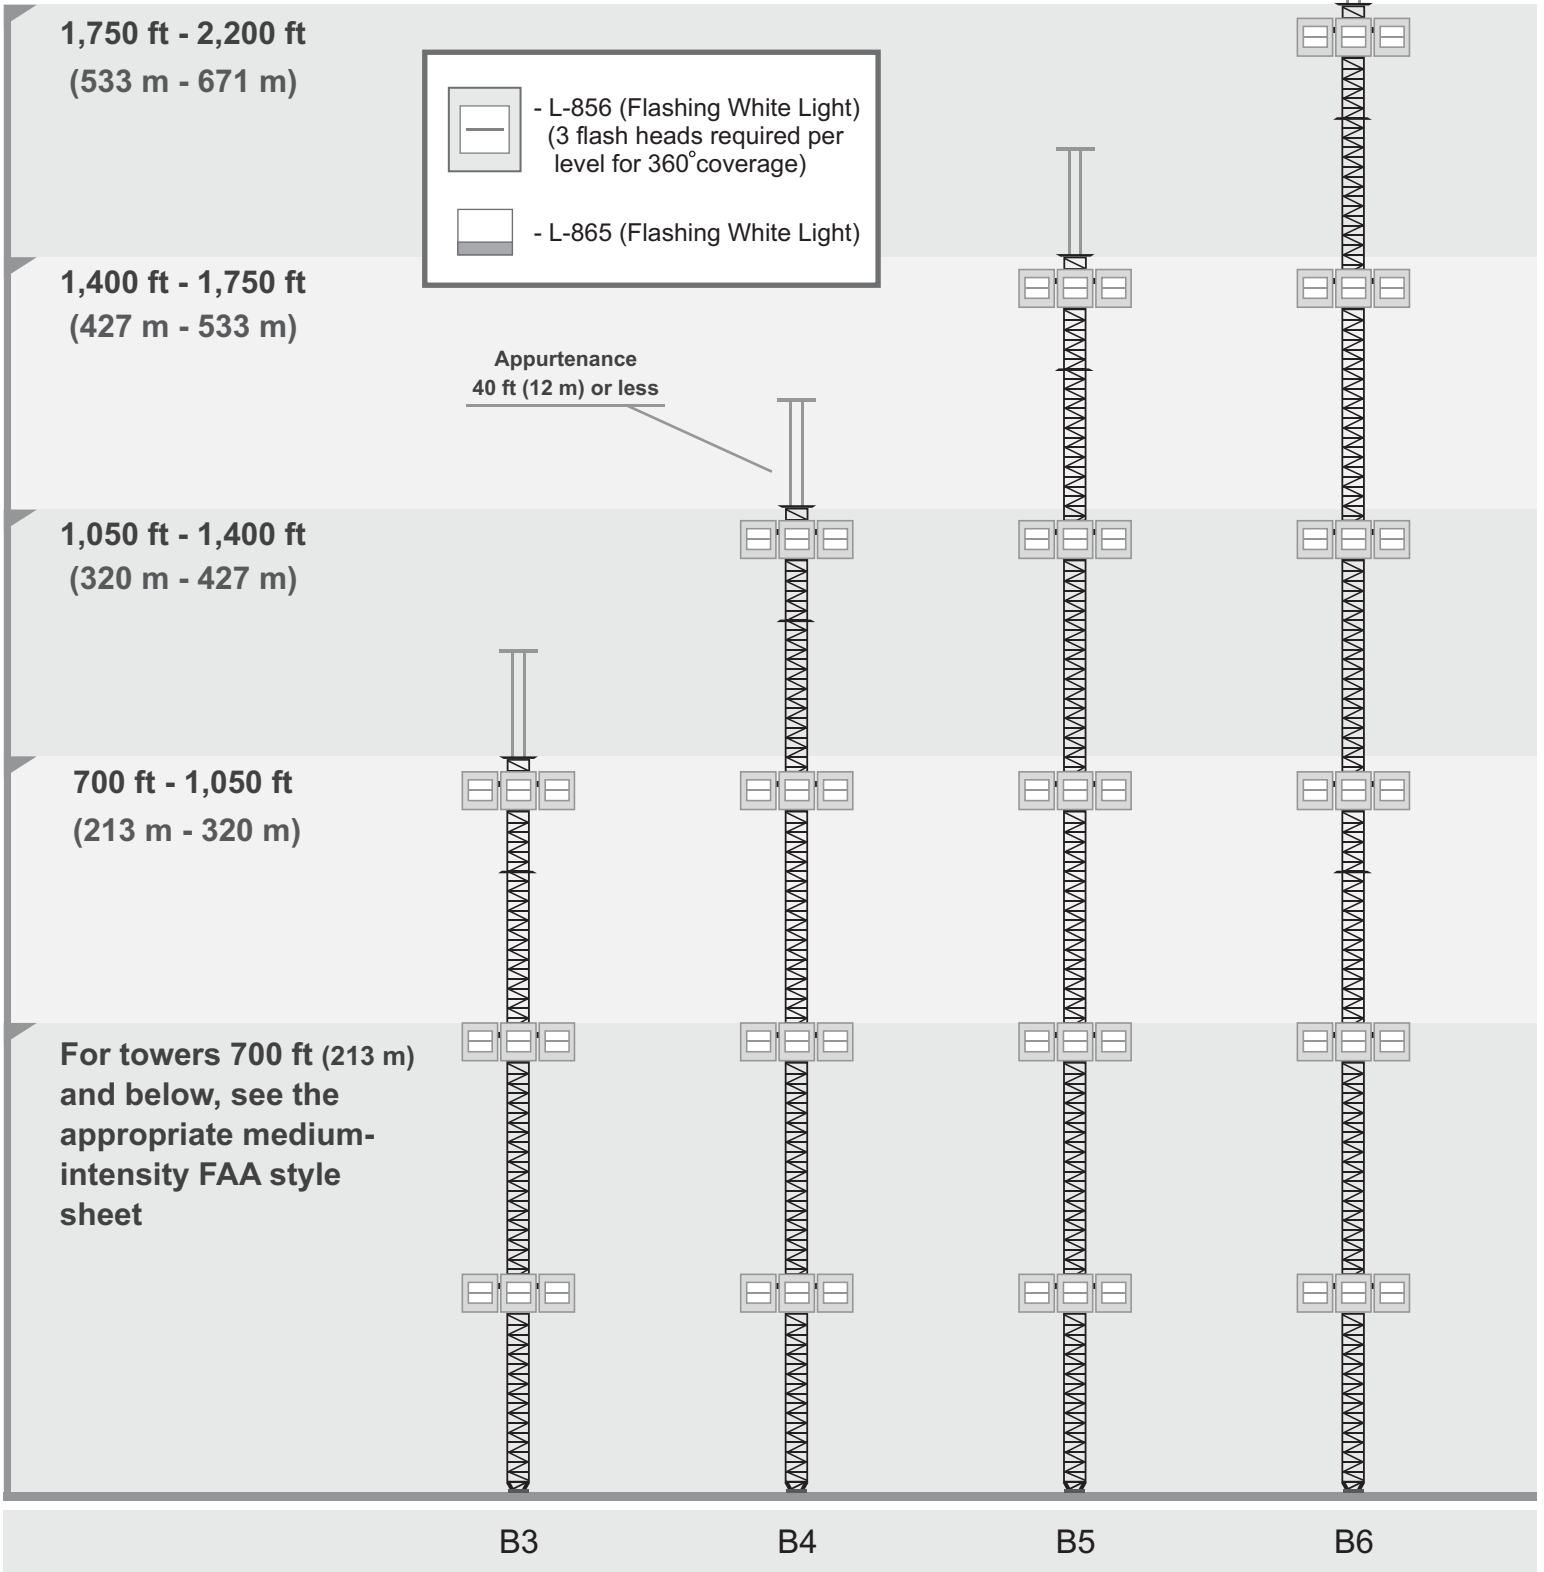 1,750 ft - 2,200 ft
(533 m - 671 m)
- L-856 (Flashing White Light)
(3 flash heads required per
level for 360° coverage)
- L-865 (Flashing White Light)
1,400 ft - 1,750 ft
(427 m - 533 m)
Appurtenance
40 ft (12 m) or less
1,050 ft - 1,400 ft
(320 m - 427 m)
700 ft - 1,050 ft
(213 m - 320 m)
For towers 700 ft (213 m)
and below, see the
appropriate medium-
intensity FAA style
sheet
B3 B4 B5 B6